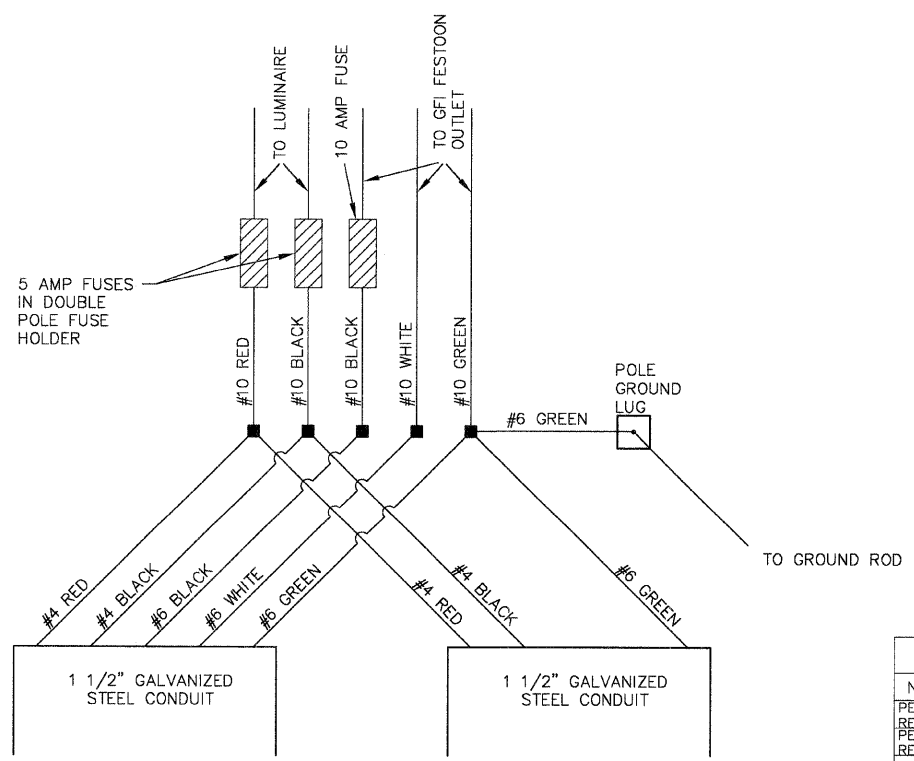 TO LUMINAIRE
10 AMP FUSE
TO GFI FESTOON
OUTLET
5 AMP FUSES
IN DOUBLE
POLE FUSE
HOLDER
#10 RED
#10 BLACK
#10 BLACK
#10 WHITE
#10 GREEN
POLE
GROUND
LUG
#6 GREEN
TO GROUND ROD
#4 RED
#4 BLACK
#6 BLACK
#6 WHITE
#6 GREEN
#4 RED
#4 BLACK
#6 GREEN
1 1/2" GALVANIZED
STEEL CONDUIT
1 1/2" GALVANIZED
STEEL CONDUIT